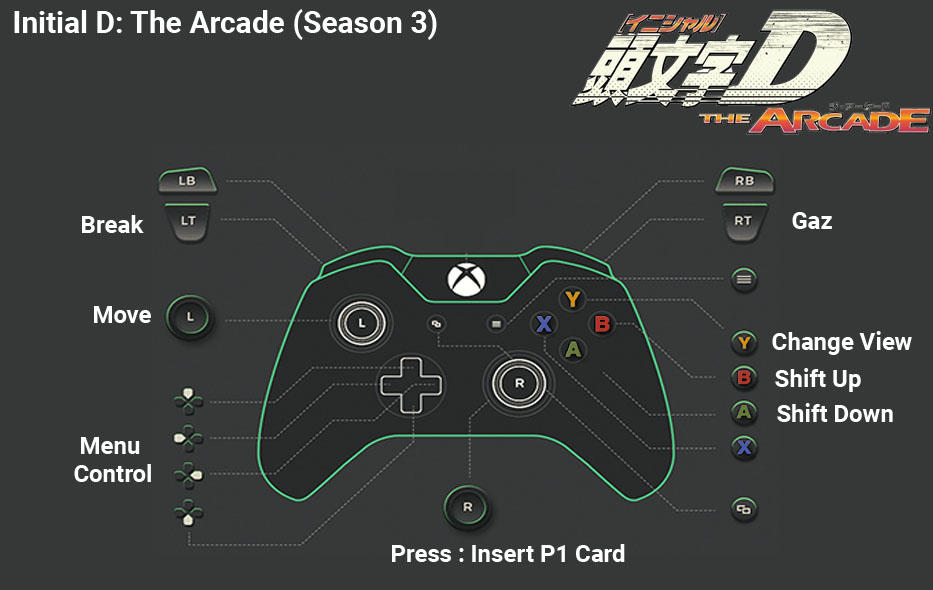 Initial D: The Arcade (Season 3)
[イニシャル]
頭文字D
THE ARCADE
LB
RB
LT
RT
Break
Gaz
Move
L
L
Y
X
B
A
R
Y
Change View
B
Shift Up
A
Shift Down
X
Menu
Control
R
Press : Insert P1 Card